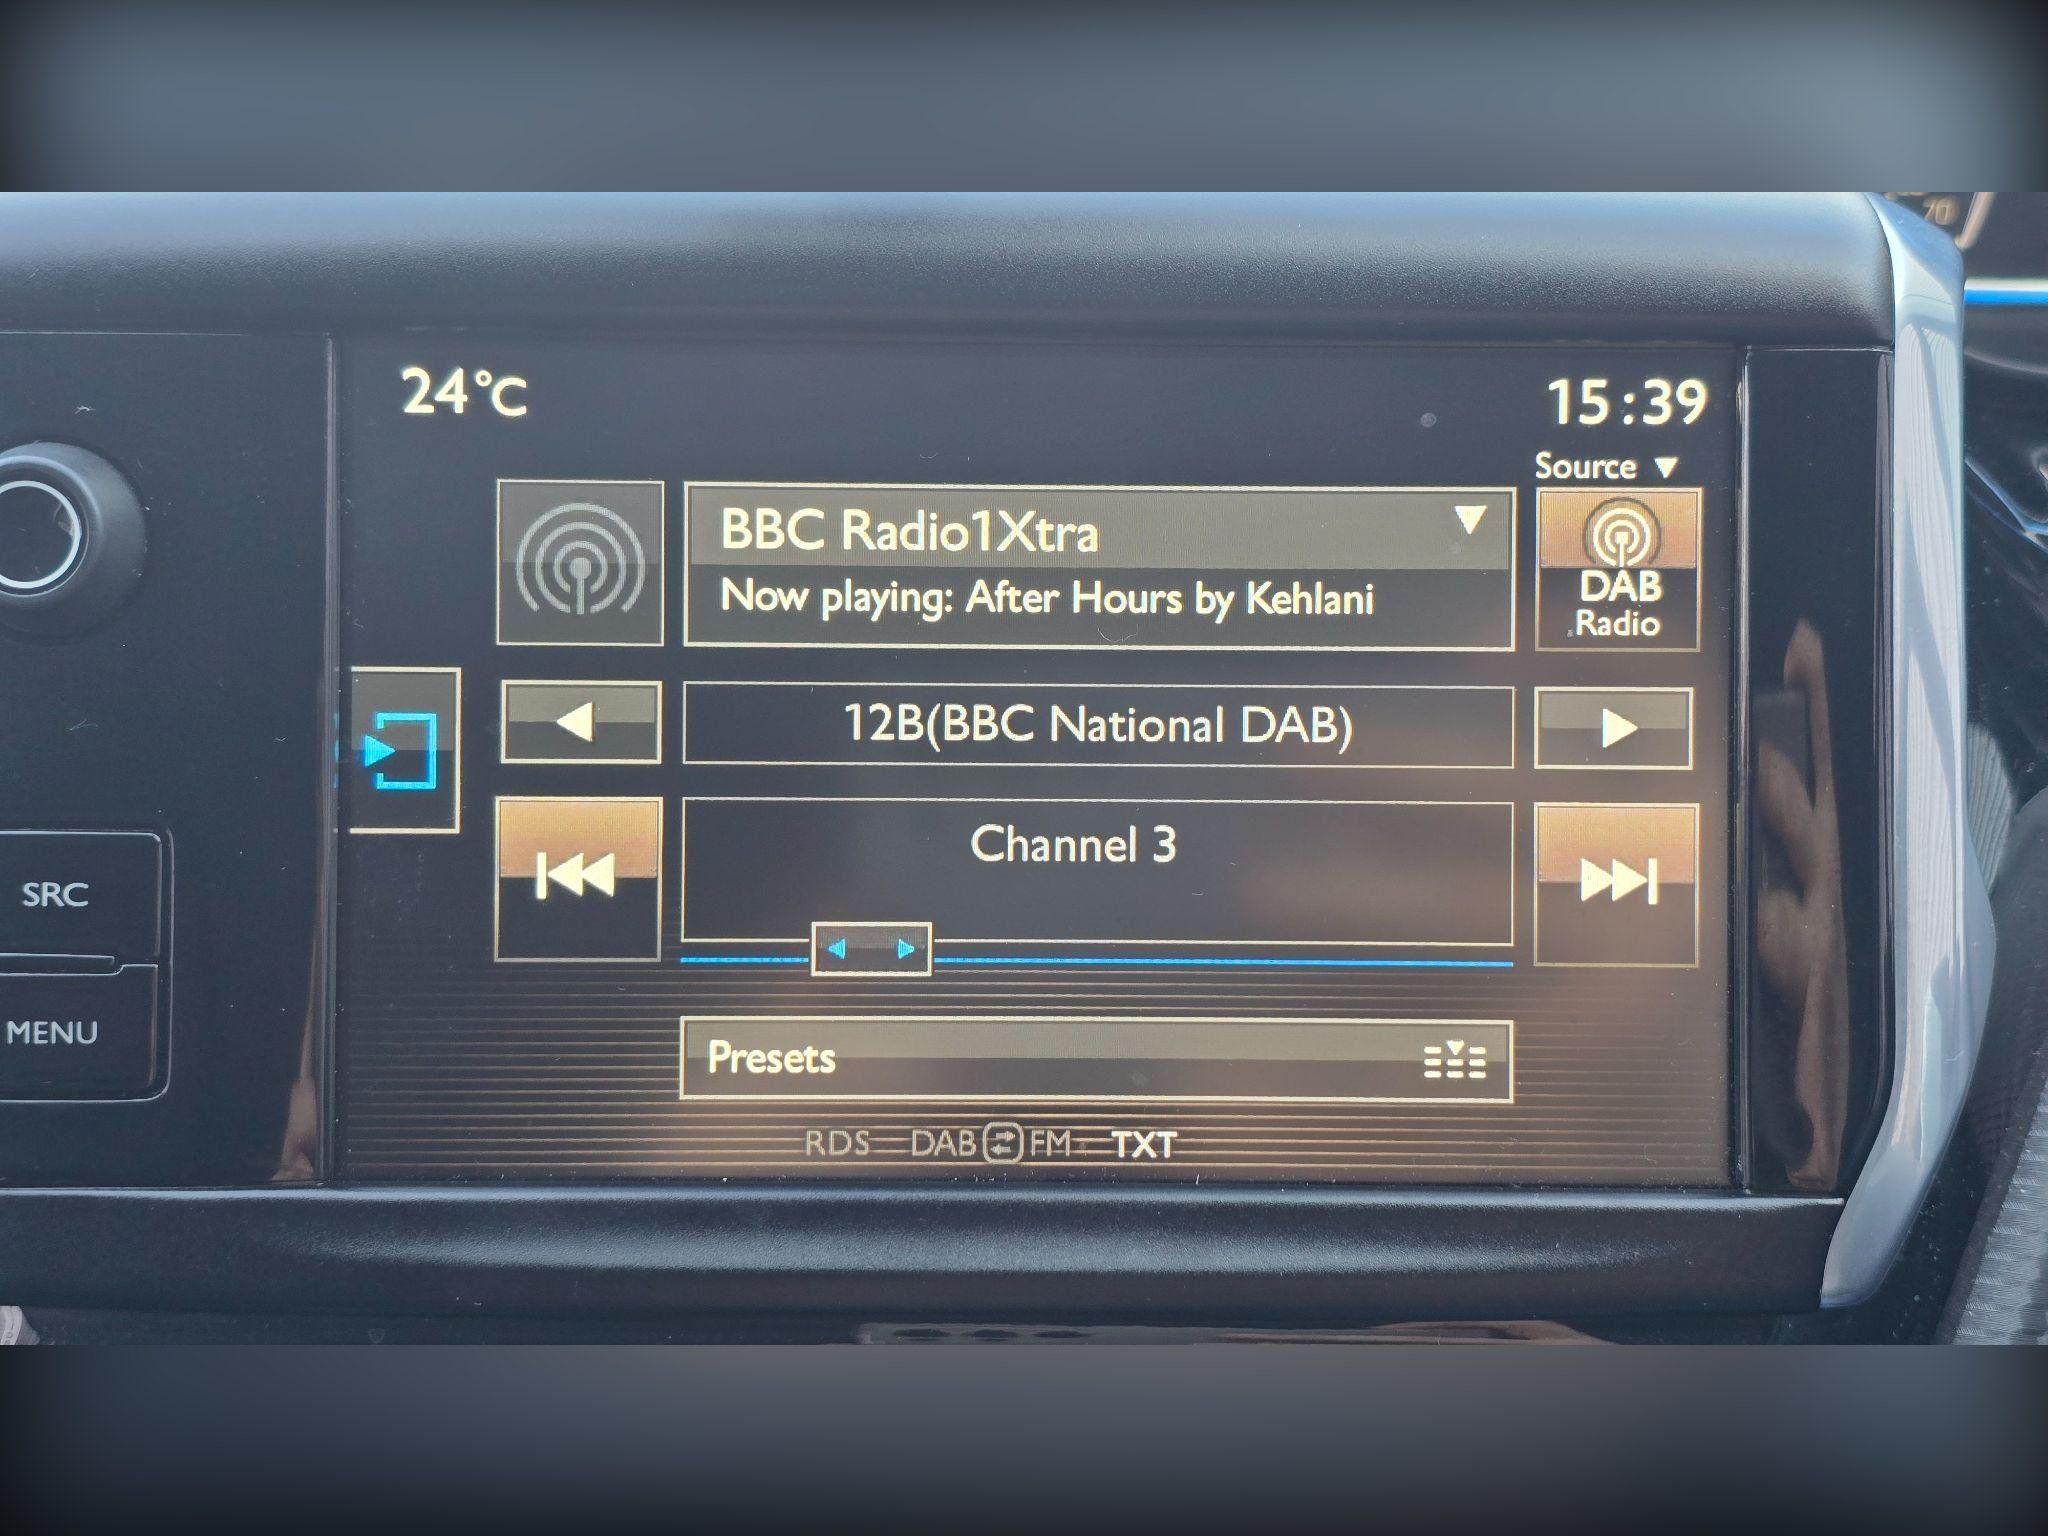 70
24°C
15:39
Source
BBC Radio1Xtra
Now playing: After Hours by Kehlani
DAB
Radio
12B(BBC National DAB)
Channel 3
SRC
MENU
Presets
RDS DAB FM TXT